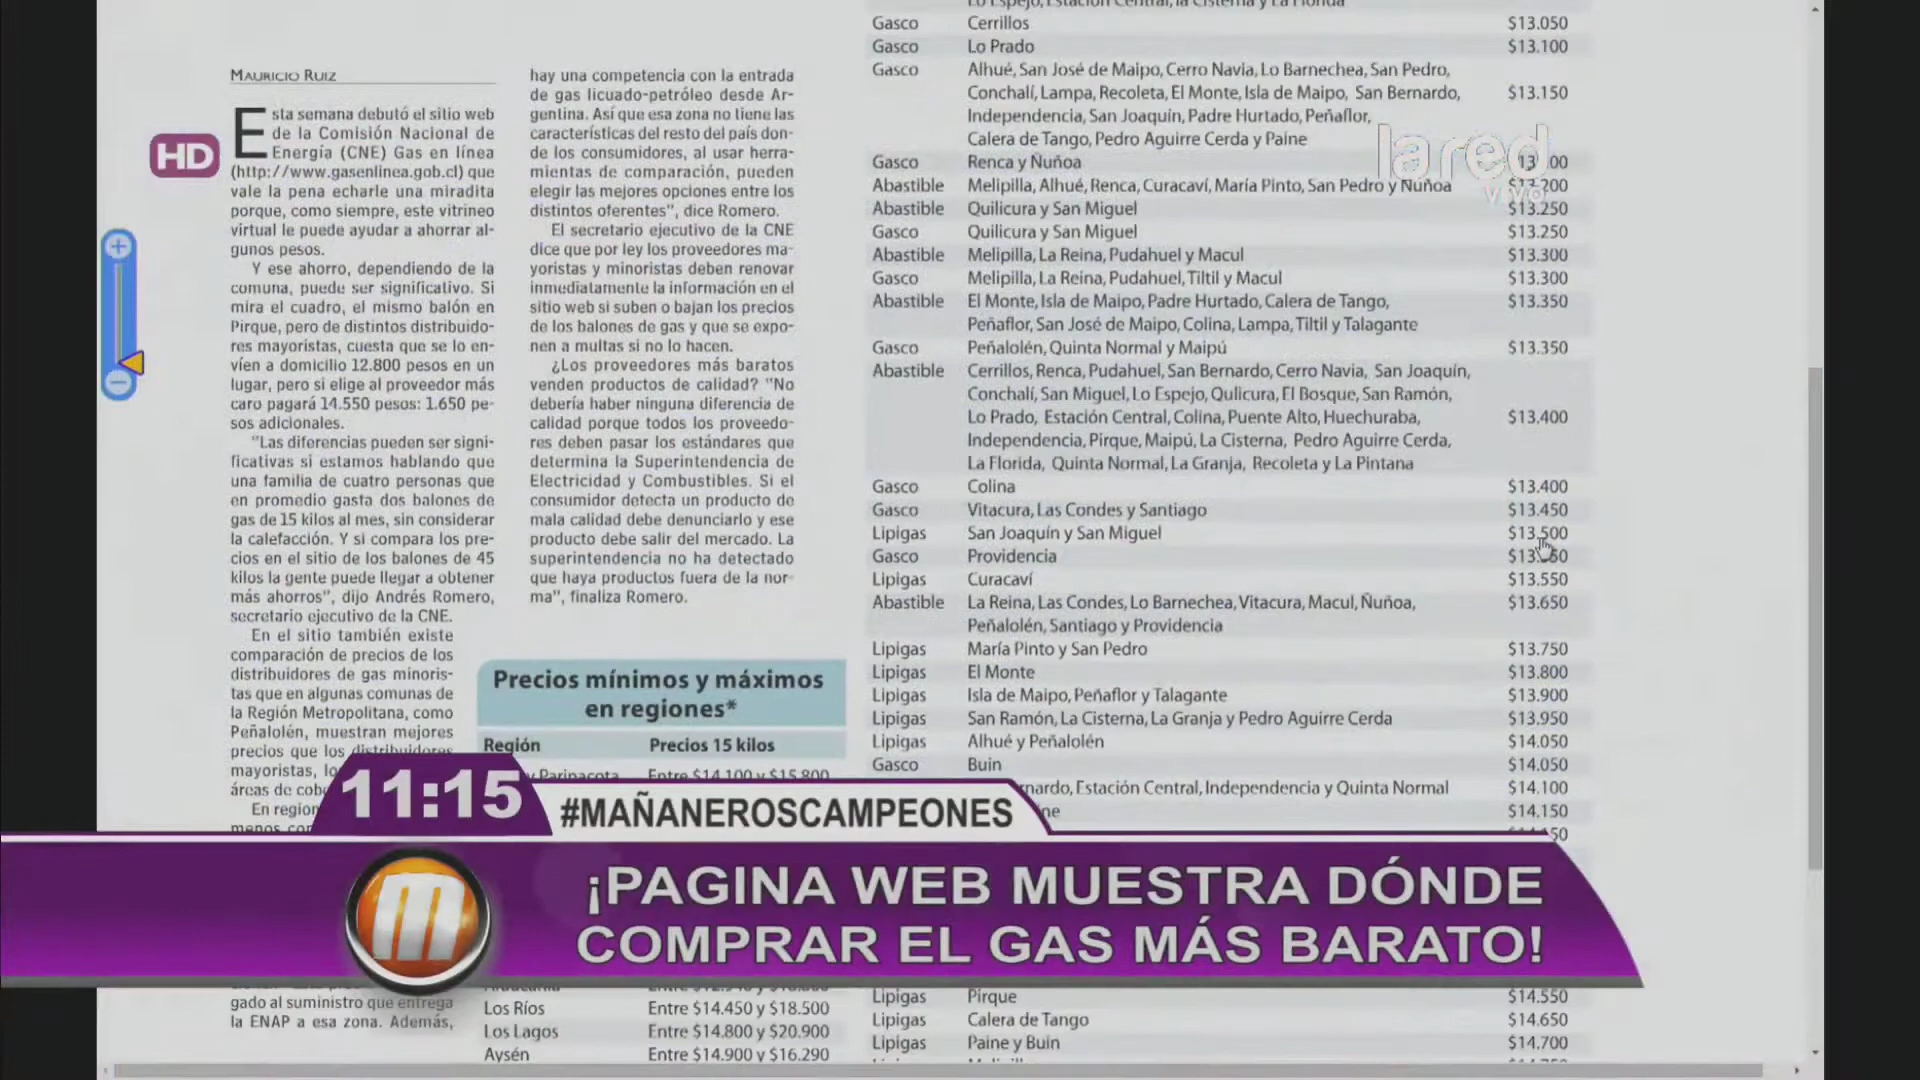 MAURICIO RUIZ
Esta semana debutó el sitio web
de la Comisión Nacional de
Energía (CNE) Gas en línea
(http://www.gasenlinea.gob.cl) que
vale la pena echarle una miradita
porque, como siempre, este vitrineo
virtual le puede ayudar a ahorrar al-
gunos pesos.
Y ese ahorro, dependiendo de la
comuna, puede ser significativo. Si
mira el cuadro, el mismo balón en
Pirque, pero de distintos distribuido-
res mayoristas, cuesta que se lo en-
víen a domicilio 12.800 pesos en un
lugar, pero si elige al proveedor más
caro pagará 14.550 pesos: 1.650 pe-
sos adicionales.
"Las diferencias pueden ser signi-
ficativas si estamos hablando que
una familia de cuatro personas que
en promedio gasta dos balones de
gas de 15 kilos al mes, sin considerar
la calefacción. Y si compara los pre-
cios en el sitio de los balones de 45
kilos la gente puede llegar a obtener
más ahorros", dijo Andrés Romero,
secretario ejecutivo de la CNE.
En el sitio también existe
comparación de precios de los
distribuidores de gas minoris-
tas que en algunas comunas de
la Región Metropolitana, como
Peñalolén, muestran mejores
precios que los distribuidores
mayoristas,
áreas de
En region
menos
gado al suministro que entrega
la ENAP a esa zona. Además,
hay una competencia con la entrada
de gas licuado-petróleo desde Ar-
gentina. Así que esa zona no tiene las
características del resto del país don-
de los consumidores, al usar herra-
mientas de comparación, pueden
elegir las mejores opciones entre los
distintos oferentes", dice Romero.
El secretario ejecutivo de la CNE
dice que por ley los proveedores ma-
yoristas y minoristas deben renovar
inmediatamente la información en el
sitio web si suben o bajan los precios
de los balones de gas y que se expo-
nen a multas si no lo hacen.
¿Los proveedores más baratos
venden productos de calidad? "No
debería haber ninguna diferencia de
calidad porque todos los proveedo-
res deben pasar los estándares que
determina la Superintendencia de
Electricidad y Combustibles. Si el
consumidor detecta un producto de
mala calidad debe denunciarlo y ese
producto debe salir del mercado. La
superintendencia no ha detectado
que haya productos fuera de la nor-
ma", finaliza Romero.
Precios mínimos y máximos
en regiones*
Región Precios 15 kilos
y Parinacota Entre $14.100 y $15.800
Los Ríos Entre $14.450 y $18.500
Los Lagos Entre $14.800 y $20.900
Aysén Entre $14.900 y $16.290
Lo Espejo, Estación Central, la Cisterna y La Florida
Gasco Cerrillos $13.050
Gasco Lo Prado $13.100
Gasco Alhué, San José de Maipo, Cerro Navia, Lo Barnechea, San Pedro,
Conchalí, Lampa, Recoleta, El Monte, Isla de Maipo, San Bernardo, $13.150
Independencia, San Joaquín, Padre Hurtado, Peñaflor,
Calera de Tango, Pedro Aguirre Cerda y Paine
Gasco Renca y Ñuñoa
Abastible Melipilla, Alhué, Renca, Curacaví, María Pinto, San Pedro y Ñuñoa $13.200
Abastible Quilicura y San Miguel $13.250
Gasco Quilicura y San Miguel $13.250
Abastible Melipilla, La Reina, Pudahuel y Macul $13.300
Gasco Melipilla, La Reina, Pudahuel, Tiltil y Macul $13.300
Abastible El Monte, Isla de Maipo, Padre Hurtado, Calera de Tango, $13.350
Peñaflor, San José de Maipo, Colina, Lampa, Tiltil y Talagante
Gasco Peñalolén, Quinta Normal y Maipú $13.350
Abastible Cerrillos, Renca, Pudahuel, San Bernardo, Cerro Navia, San Joaquín,
Conchalí, San Miguel, Lo Espejo, Qulicura, El Bosque, San Ramón,
Lo Prado, Estación Central, Colina, Puente Alto, Huechuraba, $13.400
Independencia, Pirque, Maipú, La Cisterna, Pedro Aguirre Cerda,
La Florida, Quinta Normal, La Granja, Recoleta y La Pintana
Gasco Colina $13.400
Gasco Vitacura, Las Condes y Santiago $13.450
Lipigas San Joaquín y San Miguel $13.500
Gasco Providencia
Lipigas Curacaví $13.550
Abastible La Reina, Las Condes, Lo Barnechea, Vitacura, Macul, Ñuñoa, $13.650
Peñalolén, Santiago y Providencia
Lipigas María Pinto y San Pedro $13.750
Lipigas El Monte $13.800
Lipigas Isla de Maipo, Peñaflor y Talagante $13.900
Lipigas San Ramón, La Cisterna, La Granja y Pedro Aguirre Cerda $13.950
Lipigas Alhué y Peñalolén $14.050
Gasco Buin $14.050
nardo, Estación Central, Independencia y Quinta Normal $14.100
$14.150
Lipigas Pirque $14.550
Lipigas Calera de Tango $14.650
Lipigas Paine y Buin $14.700
HD
la red
vivo
11:15
#MAÑANEROSCAMPEONES
¡PAGINA WEB MUESTRA DÓNDE
COMPRAR EL GAS MÁS BARATO!